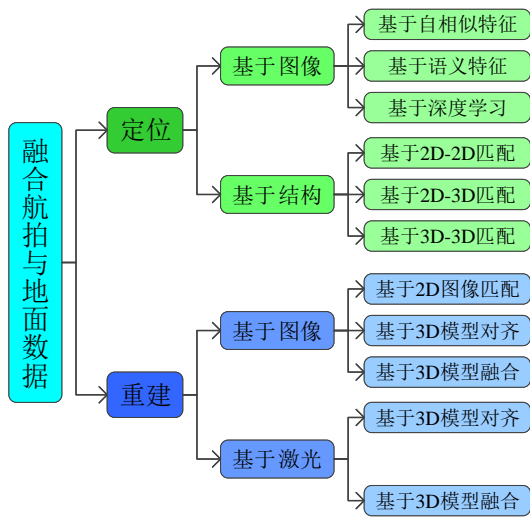 融合航拍与地面数据
定位
基于图像
基于自相似特征
基于语义特征
基于深度学习
基于结构
基于2D-2D匹配
基于2D-3D匹配
基于3D-3D匹配
重建
基于图像
基于2D图像匹配
基于3D模型对齐
基于3D模型融合
基于激光
基于3D模型对齐
基于3D模型融合